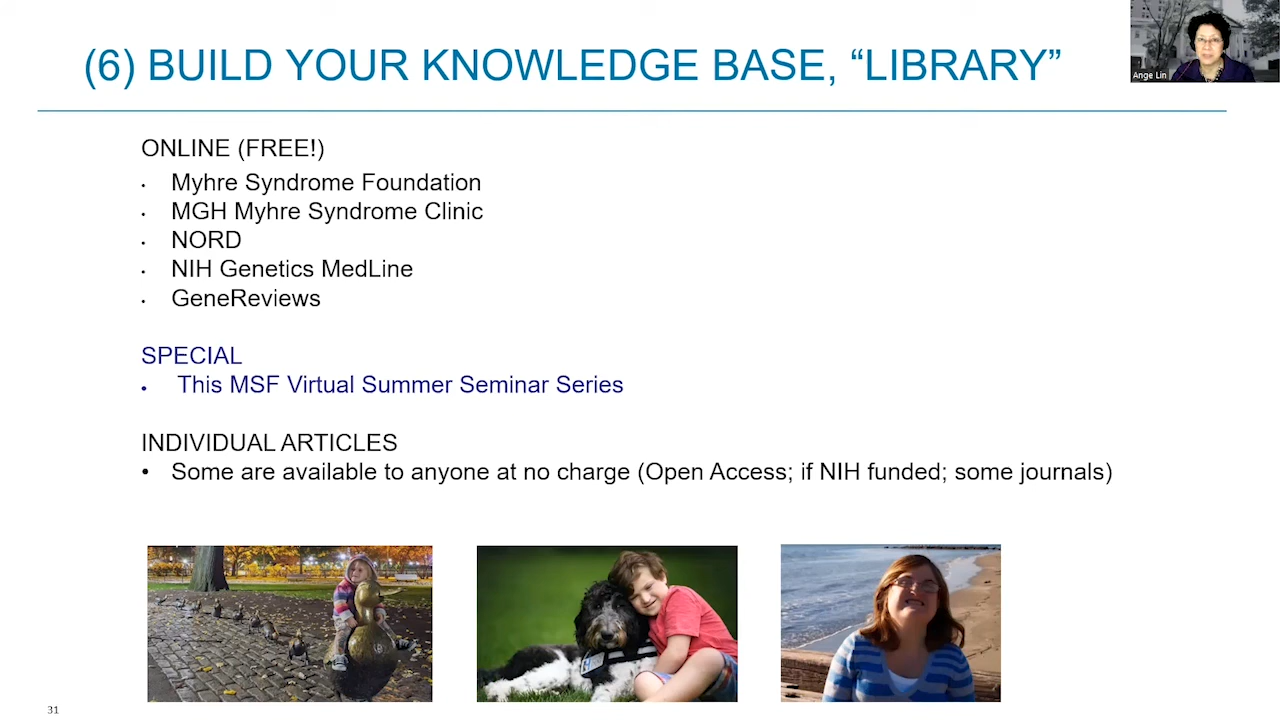 (6) BUILD YOUR KNOWLEDGE BASE, “LIBRARY”
Ange Lin
ONLINE (FREE!)
• Myhre Syndrome Foundation
• MGH Myhre Syndrome Clinic
• NORD
• NIH Genetics MedLine
• GeneReviews
SPECIAL
• This MSF Virtual Summer Seminar Series
INDIVIDUAL ARTICLES
• Some are available to anyone at no charge (Open Access; if NIH funded; some journals)
31